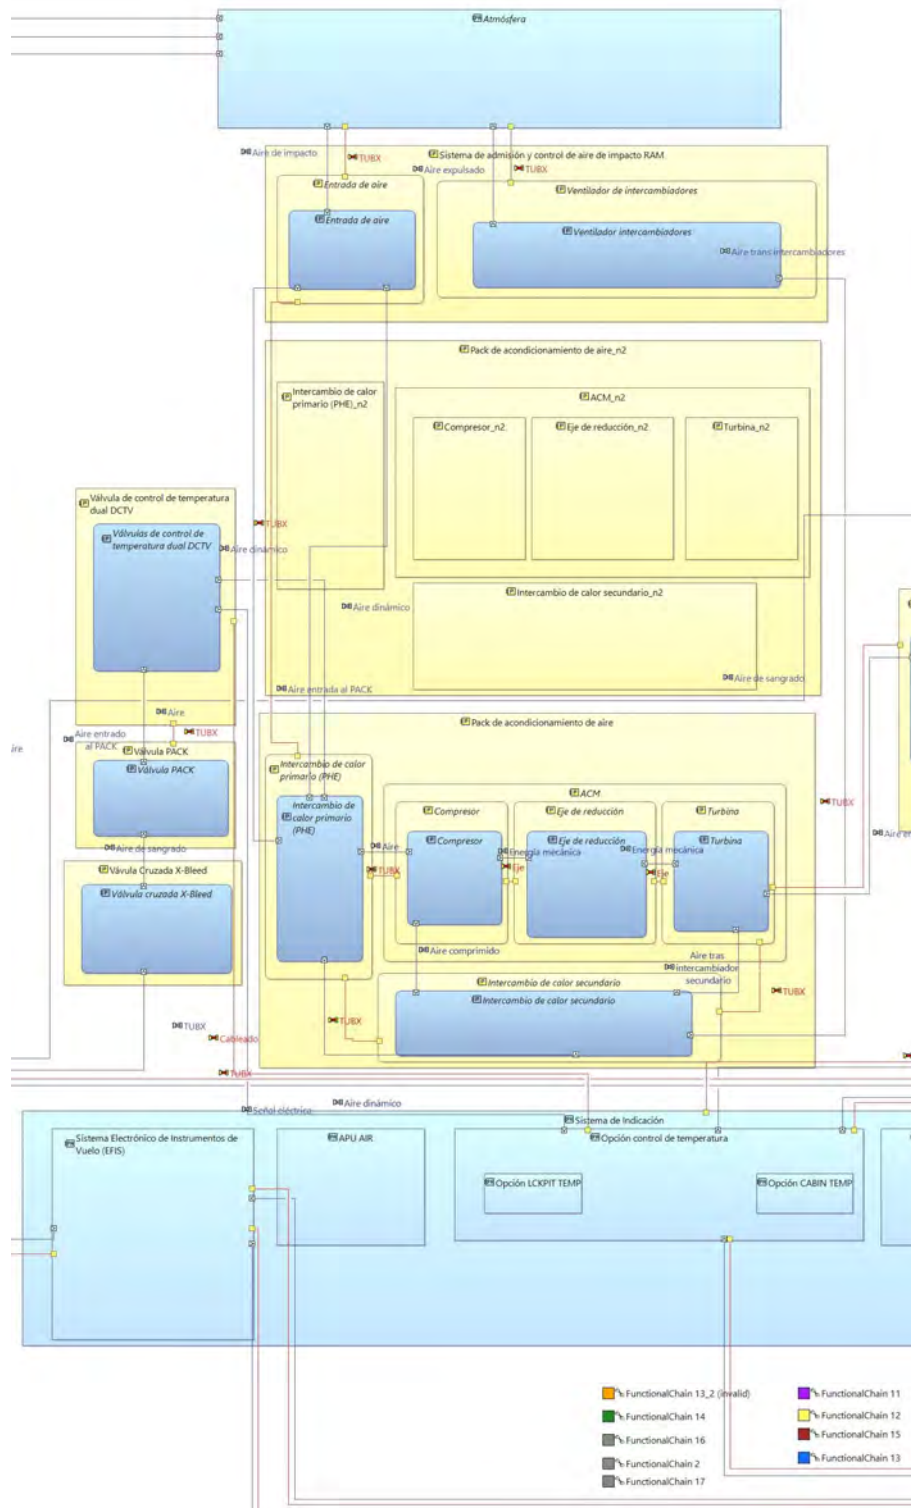 Atmósfera
Aire de impacto
TUBX
Sistema de admisión y control de aire de impacto RAM
Aire expulsado
TUBX
Entrada de aire
Ventilador de intercambiadores
Entrada de aire
Ventilador intercambiadores
Aire trans intercambiadores
Pack de acondicionamiento de aire_n2
Intercambio de calor
primario (PHE)_n2
ACM_n2
Compresor_n2
Eje de reducción_n2
Turbina_n2
Válvula de control de temperatura
dual DCTV
TUBX
Válvulas de control de
temperatura dual DCTV
Aire dinámico
Intercambio de calor secundario_n2
Aire dinámico
Aire de sangrado
Aire entrada al PACK
Aire
Pack de acondicionamiento de aire
Aire entrado
al PACK
TUBX
Válvula PACK
Válvula PACK
Intercambio de calor
primario (PHE)
ACM
Intercambio de
calor primario
(PHE)
Compresor
Eje de reducción
Turbina
TUBX
Compresor
Eje de reducción
Turbina
Aire
Energía mecánica
Energía mecánica
Aire de sangrado
TUBX
Eje
Eje
Vávula Cruzada X-Bleed
Válvula cruzada X-Bleed
Aire comprimido
Aire tras
intercambiador
secundario
Intercambio de calor secundario
Intercambio de calor secundario
TUBX
TUBX
TUBX
Cableado
TUBX
Señal eléctrica
Aire dinámico
Sistema de Indicación
Sistema Electrónico de Instrumentos de
Vuelo (EFIS)
APU AIR
Opción control de temperatura
Opción LCKPIT TEMP
Opción CABIN TEMP
FunctionalChain 13_2 (invalid)
FunctionalChain 11
FunctionalChain 14
FunctionalChain 12
FunctionalChain 16
FunctionalChain 15
FunctionalChain 2
FunctionalChain 13
FunctionalChain 17